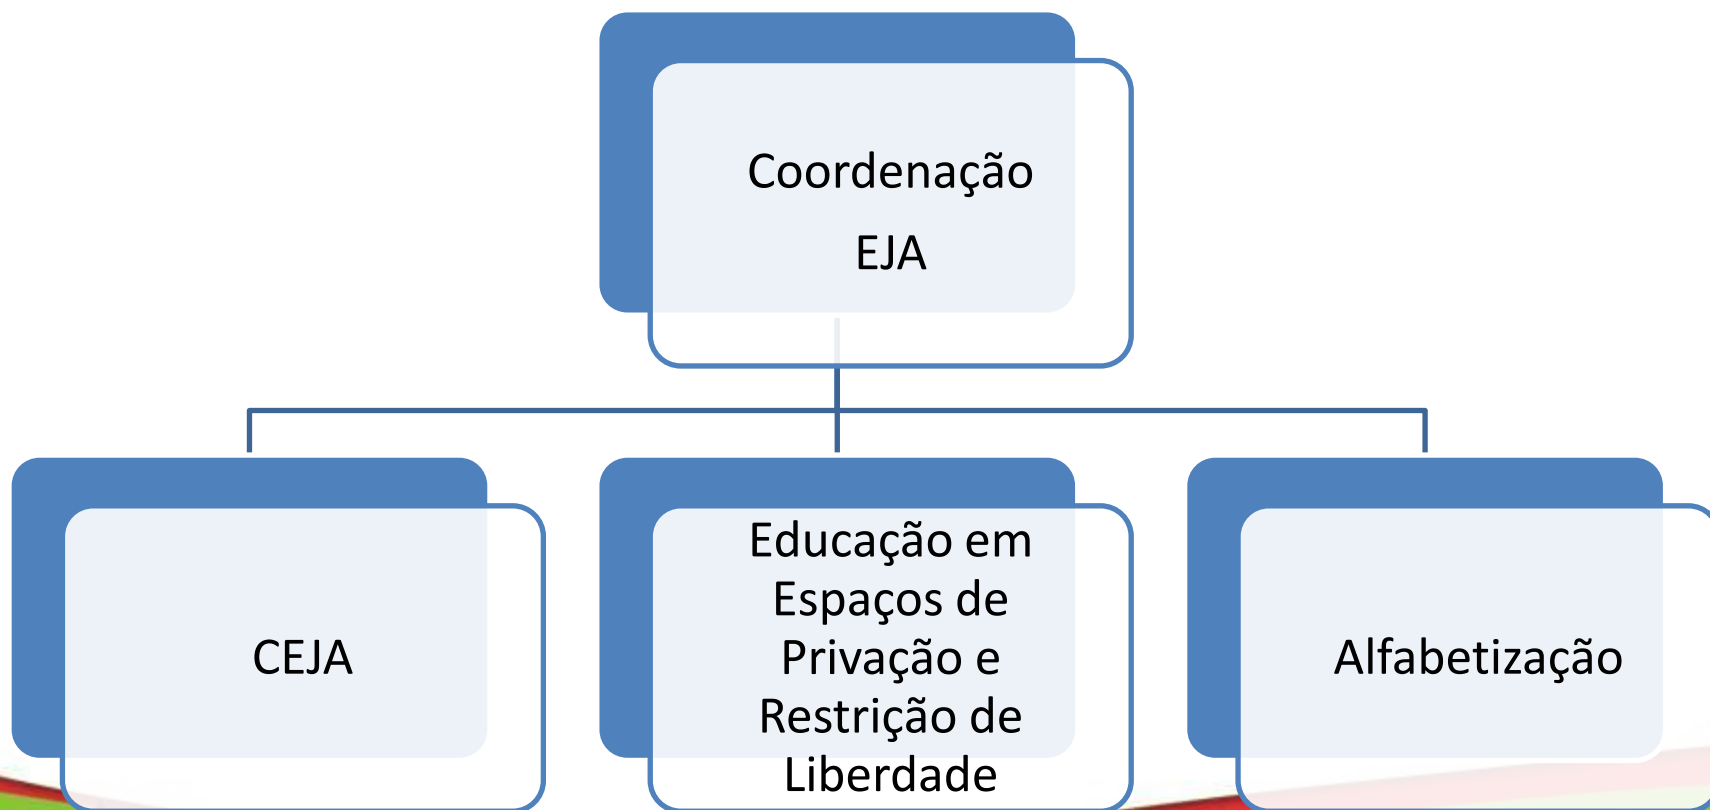 Coordenação
EJA
CEJA
Educação em
Espaços de
Privação e
Restrição de
Liberdade
Alfabetização